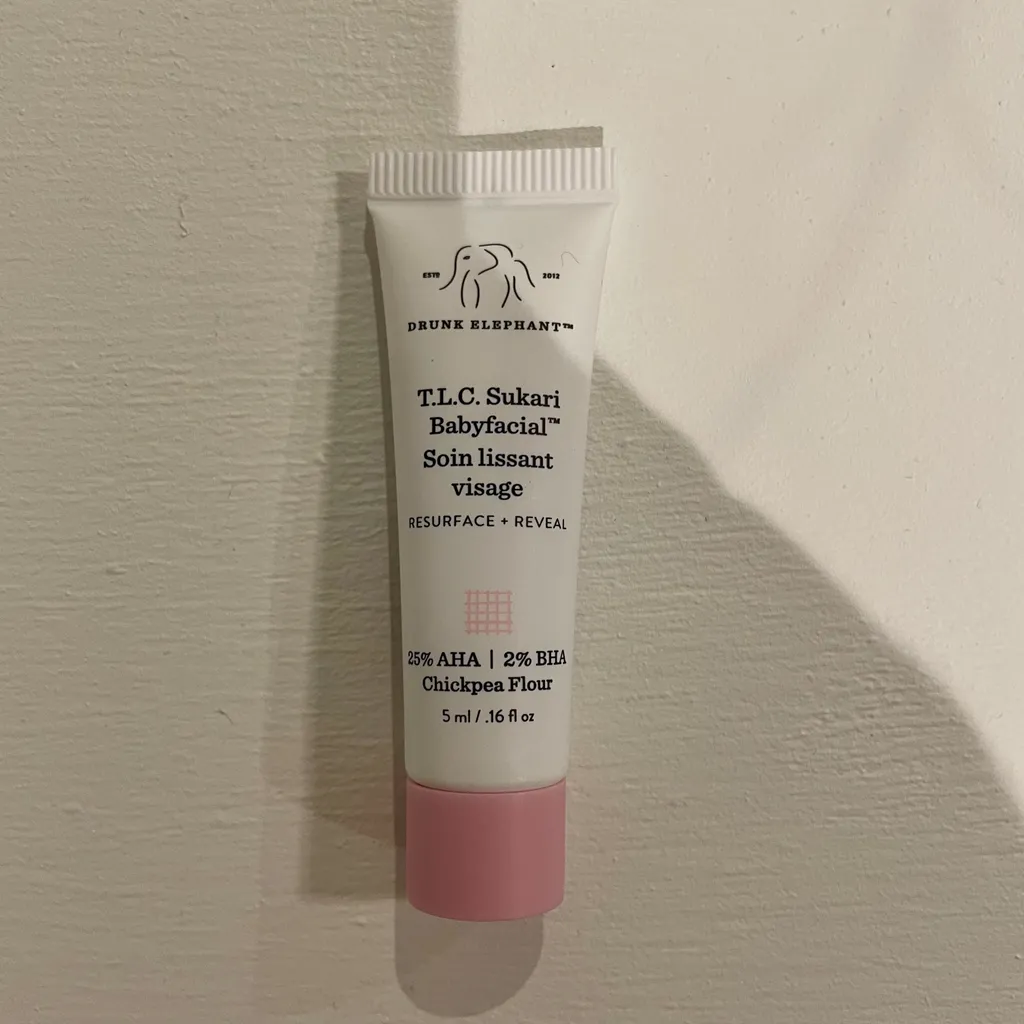 ESTD 2012
DRUNK ELEPHANT™
T.L.C. Sukari
Babyfacial™
Soin lissant
visage
RESURFACE + REVEAL
25% AHA | 2% BHA
Chickpea Flour
5 ml / .16 fl oz